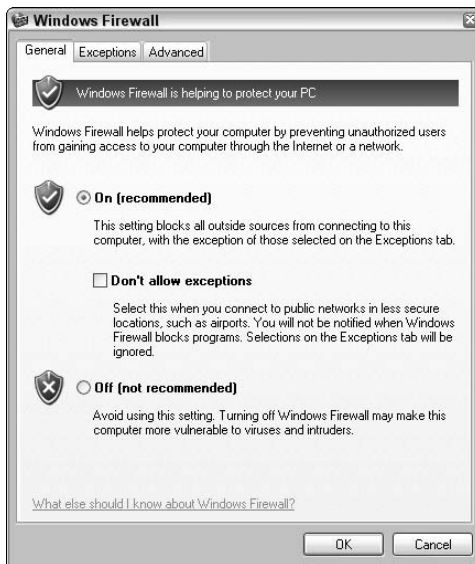 Windows Firewall
General Exceptions Advanced
Windows Firewall is helping to protect your PC
Windows Firewall helps protect your computer by preventing unauthorized users
from gaining access to your computer through the Internet or a network.
On (recommended)
This setting blocks all outside sources from connecting to this
computer, with the exception of those selected on the Exceptions tab.
Don't allow exceptions
Select this when you connect to public networks in less secure
locations, such as airports. You will not be notified when Windows
Firewall blocks programs. Selections on the Exceptions tab will be
ignored.
Off (not recommended)
Avoid using this setting. Turning off Windows Firewall may make this
computer more vulnerable to viruses and intruders.
What else should I know about Windows Firewall?
OK Cancel